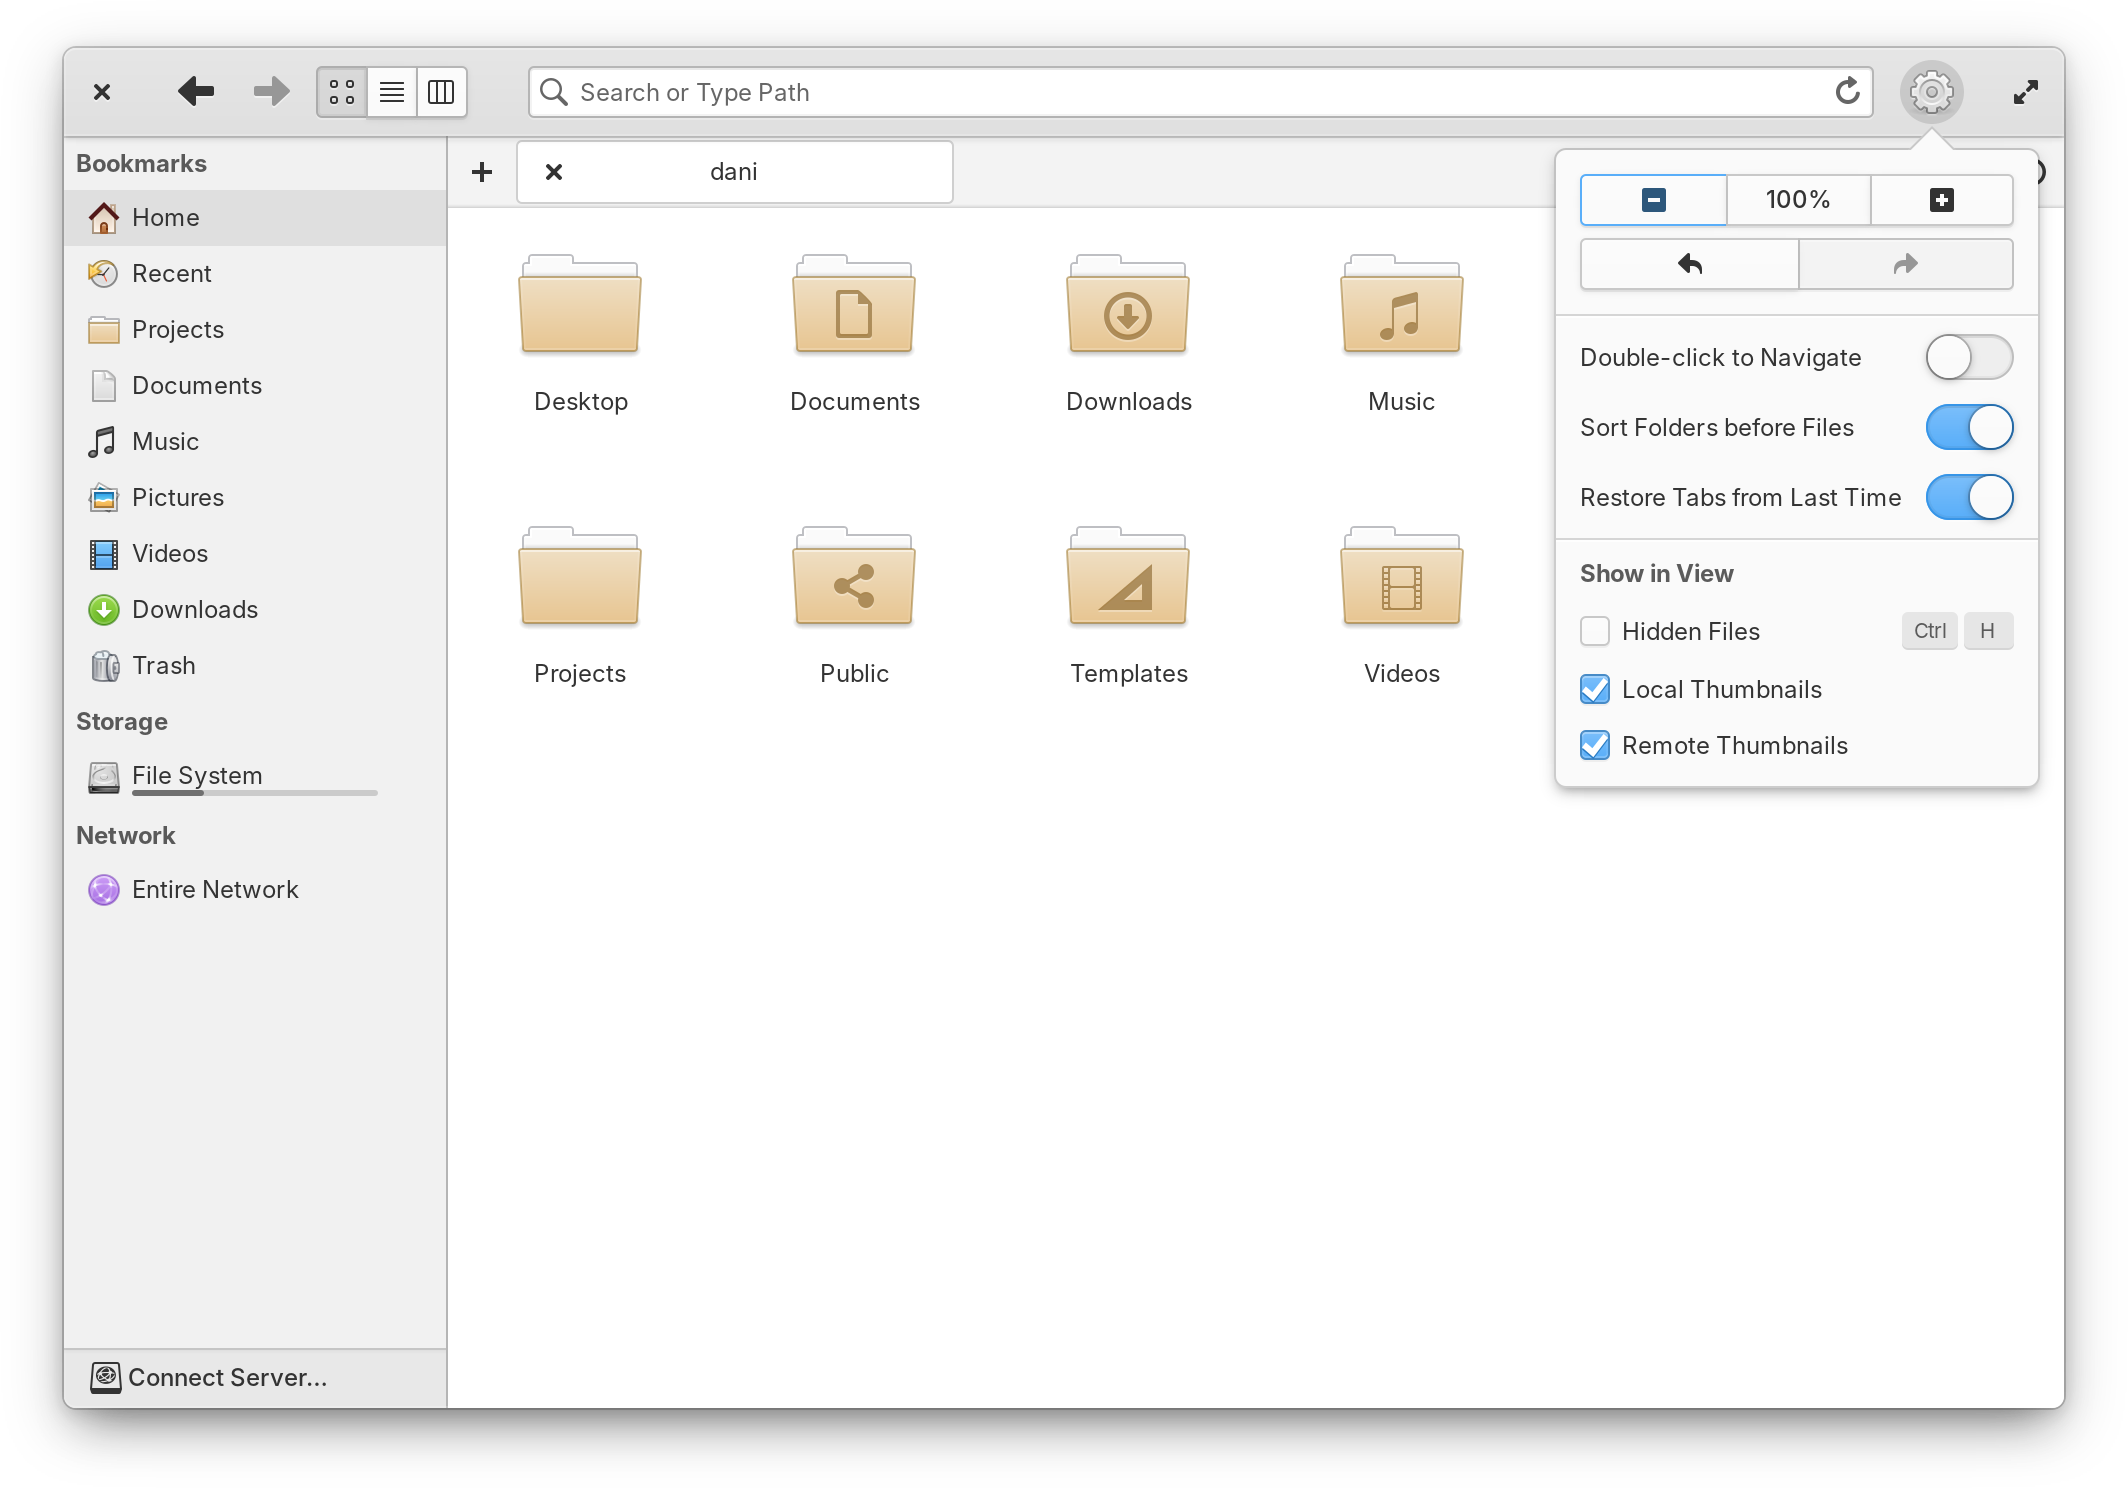 Search or Type Path
Bookmarks
Home
Recent
Projects
Documents
Music
Pictures
Videos
Downloads
Trash
Storage
File System
Network
Entire Network
Connect Server...
dani
Desktop
Documents
Downloads
Music
Projects
Public
Templates
Videos
100%
Double-click to Navigate
Sort Folders before Files
Restore Tabs from Last Time
Show in View
Hidden Files Ctrl H
Local Thumbnails
Remote Thumbnails